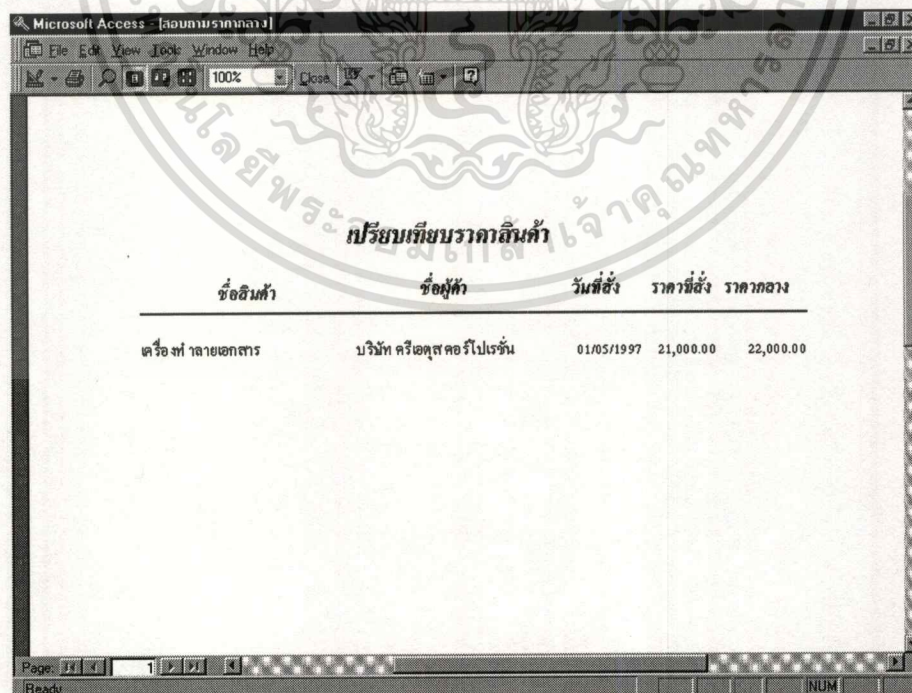 Microsoft Access - [สอบถามราคากลาง]
File Edit View Tools Window Help
100% Close
เปรียบเทียบราคาสินค้า
ชื่อสินค้า ชื่อผู้ค้า วันที่สั่ง ราคาที่สั่ง ราคากลาง
เครื่องทำลายเอกสาร บริษัท ครีเอตุส คอร์ปเปเรชั่น 01/05/1997 21,000.00 22,000.00
Page: 1
Ready NUM